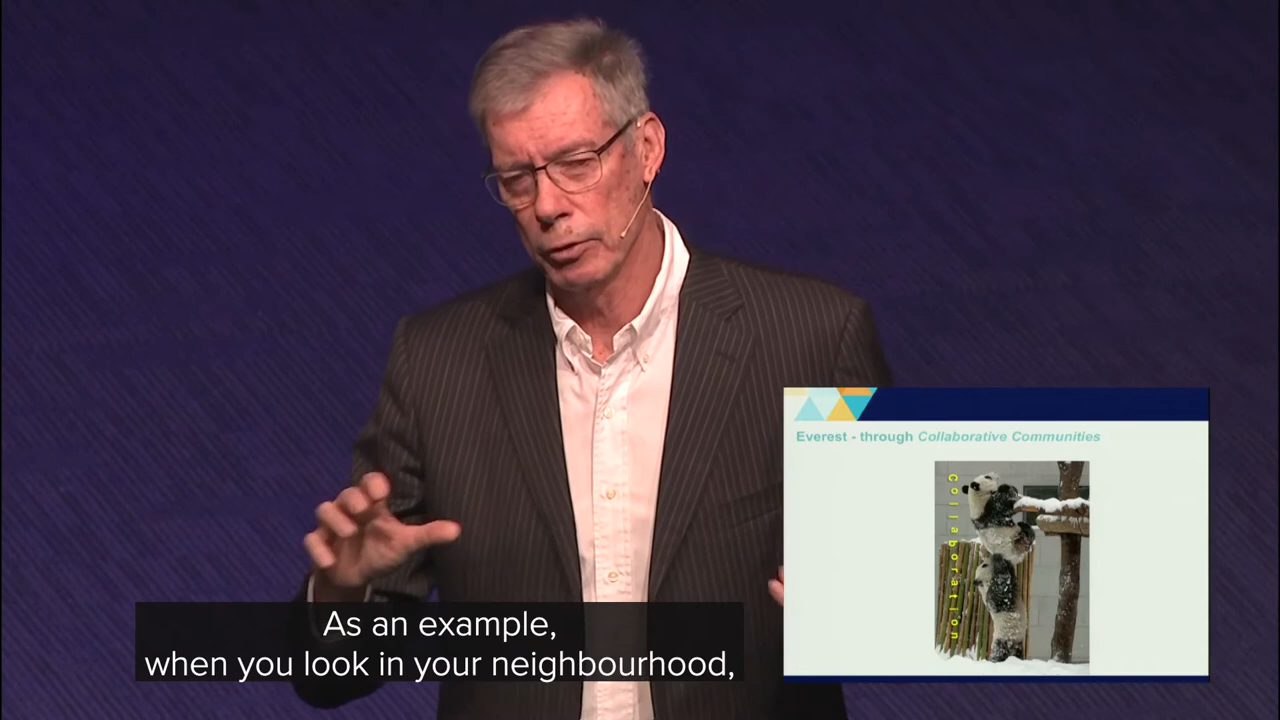 Everest - through Collaborative Communities
Collaboration
As an example,
when you look in your neighbourhood,